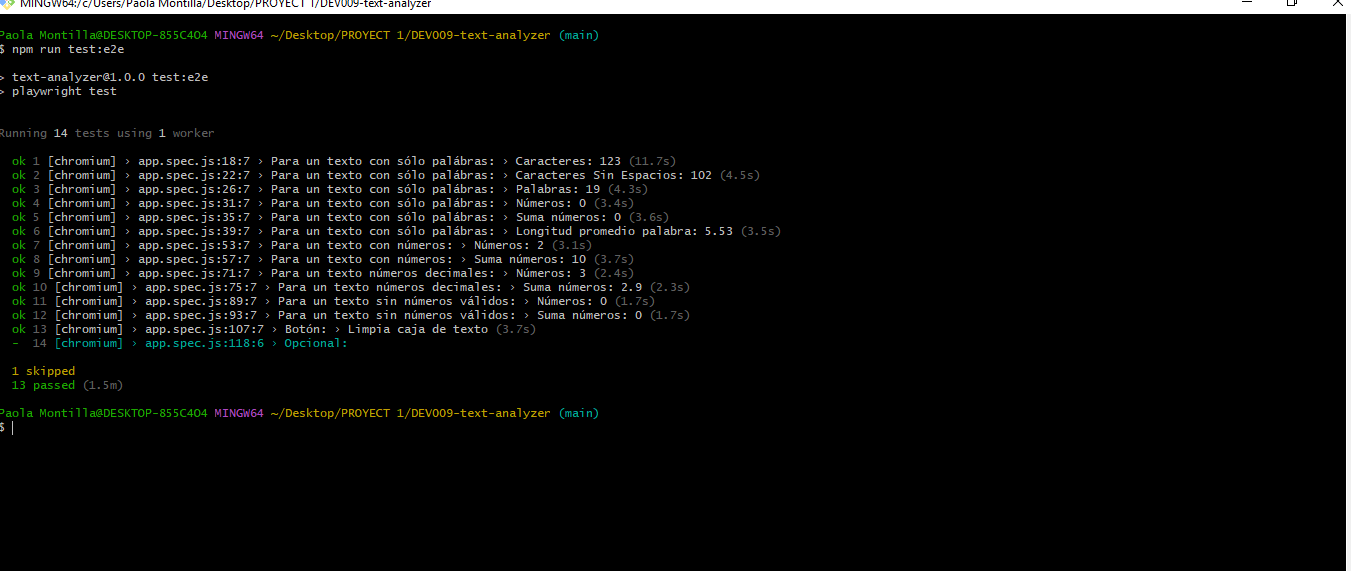 MINGW64:/c/Users/Paola Montilla/Desktop/PROYECT 1/DEV009-text-analyzer
Paola Montilla@DESKTOP-855C4O4 MINGW64 ~/Desktop/PROYECT 1/DEV009-text-analyzer (main)
$ npm run test:e2e
> text-analyzer@1.0.0 test:e2e
> playwright test
Running 14 tests using 1 worker
ok 1 [chromium] › app.spec.js:18:7 › Para un texto con sólo palábras: › Caracteres: 123 (11.7s)
ok 2 [chromium] › app.spec.js:22:7 › Para un texto con sólo palábras: › Caracteres Sin Espacios: 102 (4.5s)
ok 3 [chromium] › app.spec.js:26:7 › Para un texto con sólo palábras: › Palabras: 19 (4.3s)
ok 4 [chromium] › app.spec.js:31:7 › Para un texto con sólo palábras: › Números: 0 (3.4s)
ok 5 [chromium] › app.spec.js:35:7 › Para un texto con sólo palábras: › Suma números: 0 (3.6s)
ok 6 [chromium] › app.spec.js:39:7 › Para un texto con sólo palábras: › Longitud promedio palabra: 5.53 (3.5s)
ok 7 [chromium] › app.spec.js:53:7 › Para un texto con números: › Números: 2 (3.1s)
ok 8 [chromium] › app.spec.js:57:7 › Para un texto con números: › Suma números: 10 (3.7s)
ok 9 [chromium] › app.spec.js:71:7 › Para un texto números decimales: › Números: 3 (2.4s)
ok 10 [chromium] › app.spec.js:75:7 › Para un texto números decimales: › Suma números: 2.9 (2.3s)
ok 11 [chromium] › app.spec.js:89:7 › Para un texto sin números válidos: › Números: 0 (1.7s)
ok 12 [chromium] › app.spec.js:93:7 › Para un texto sin números válidos: › Suma números: 0 (1.7s)
ok 13 [chromium] › app.spec.js:107:7 › Botón: › Limpia caja de texto (3.7s)
- 14 [chromium] › app.spec.js:118:6 › Opcional:
1 skipped
13 passed (1.5m)
Paola Montilla@DESKTOP-855C4O4 MINGW64 ~/Desktop/PROYECT 1/DEV009-text-analyzer (main)
$